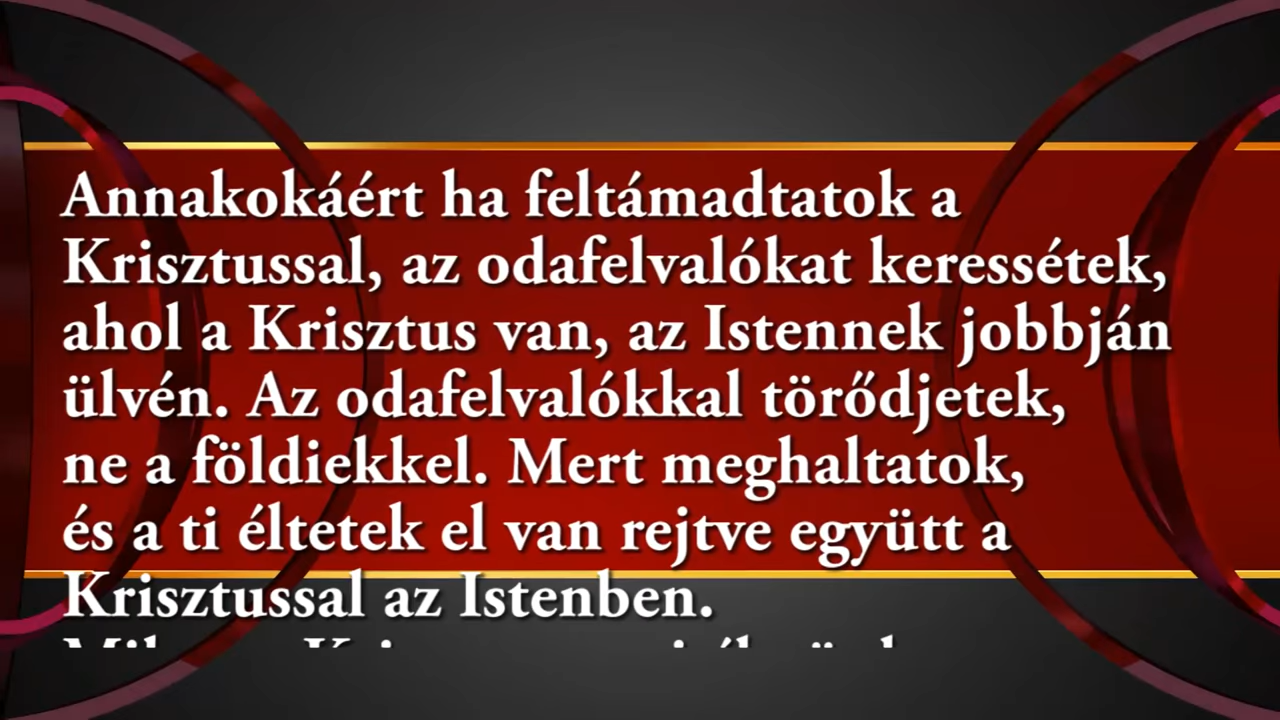 Annakokáért ha feltámadtatok a
Krisztussal, az odafelvalókat keressétek,
ahol a Krisztus van, az Istennek jobbján
ülvén. Az odafelvalókkal törődjetek,
ne a földiekkel. Mert meghaltatok,
és a ti éltetek el van rejtve együtt a
Krisztussal az Istenben.